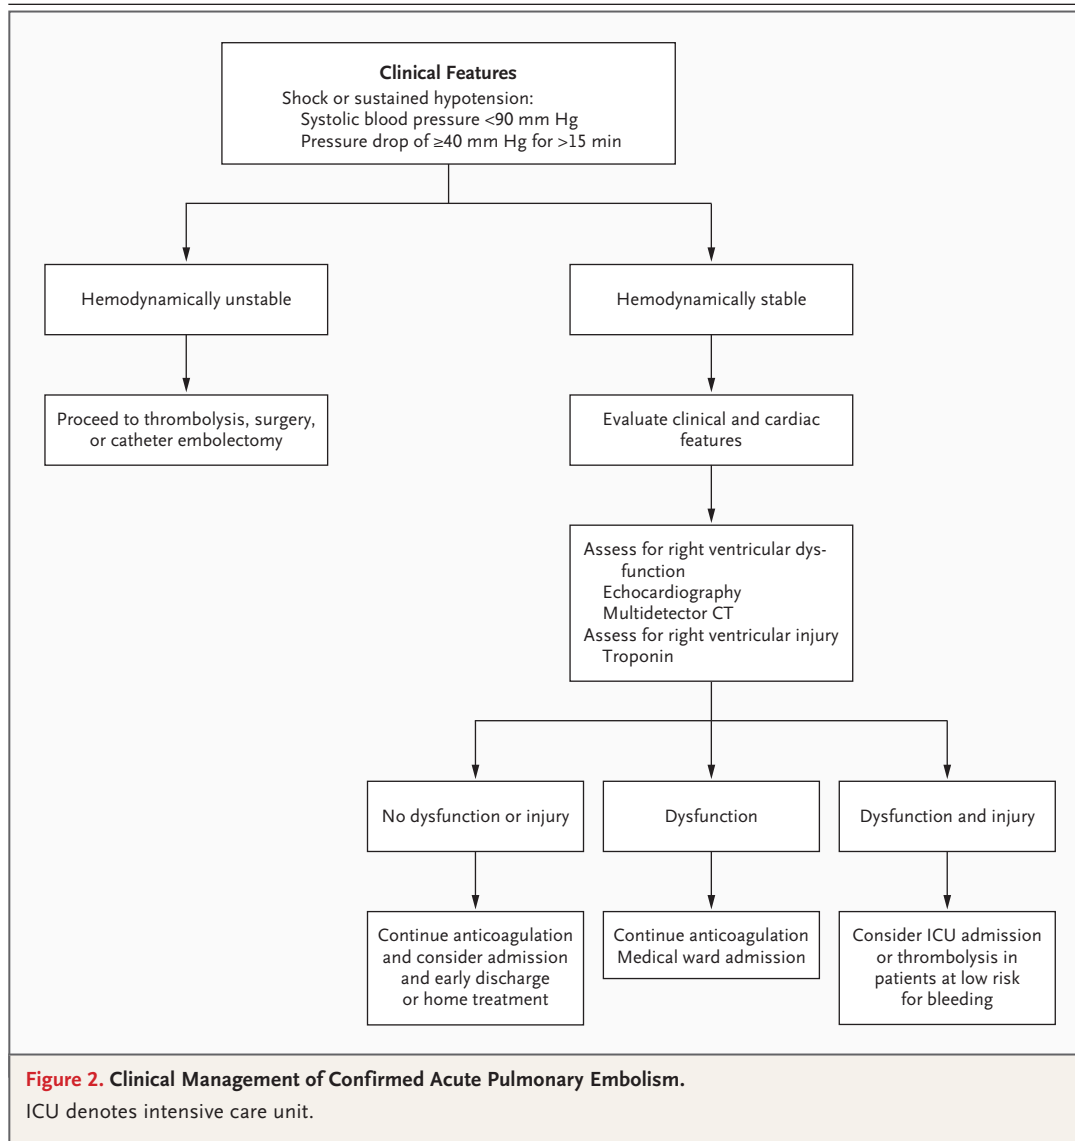 Clinical Features
Shock or sustained hypotension:
Systolic blood pressure <90 mm Hg
Pressure drop of ≥40 mm Hg for >15 min
Hemodynamically unstable
Hemodynamically stable
Proceed to thrombolysis, surgery,
or catheter embolectomy
Evaluate clinical and cardiac
features
Assess for right ventricular dys-
function
Echocardiography
Multidetector CT
Assess for right ventricular injury
Troponin
No dysfunction or injury
Dysfunction
Dysfunction and injury
Continue anticoagulation
and consider admission
and early discharge
or home treatment
Continue anticoagulation
Medical ward admission
Consider ICU admission
or thrombolysis in
patients at low risk
for bleeding
Figure 2. Clinical Management of Confirmed Acute Pulmonary Embolism.
ICU denotes intensive care unit.